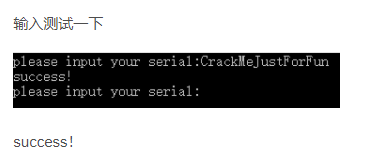 输入测试一下
please input your serial:CrackMeJustForFun
success!
please input your serial:
success！